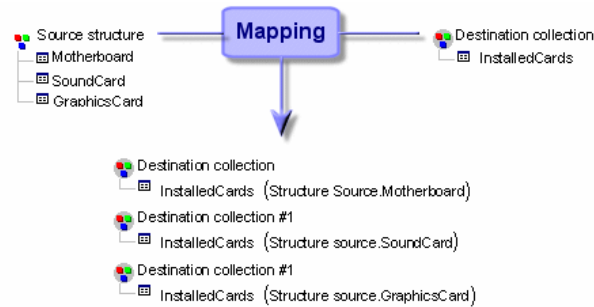 Source structure
Motherboard
SoundCard
GraphicsCard
Mapping
Destination collection
InstalledCards
Destination collection
InstalledCards (Structure Source.Motherboard)
Destination collection #1
InstalledCards (Structure source.SoundCard)
Destination collection #1
InstalledCards (Structure source.GraphicsCard)